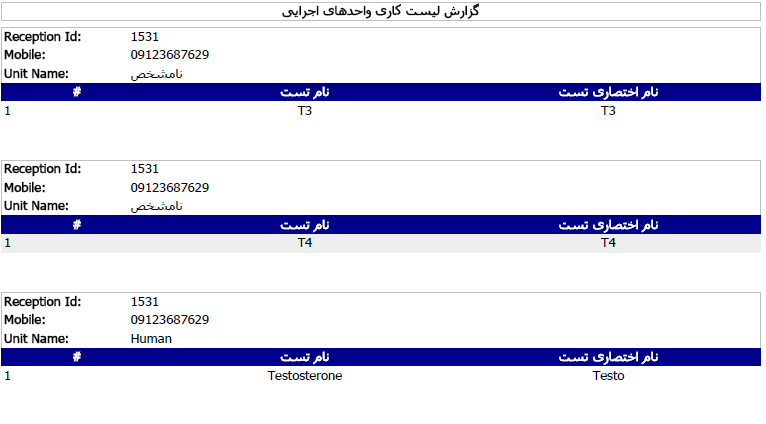 گزارش لیست کاری واحدهای اجرایی
Reception Id: 1531
Mobile: 09123687629
Unit Name: نامشخص
# نام تست نام اختصاری تست
1 T3 T3
Reception Id: 1531
Mobile: 09123687629
Unit Name: نامشخص
# نام تست نام اختصاری تست
1 T4 T4
Reception Id: 1531
Mobile: 09123687629
Unit Name: Human
# نام تست نام اختصاری تست
1 Testosterone Testo